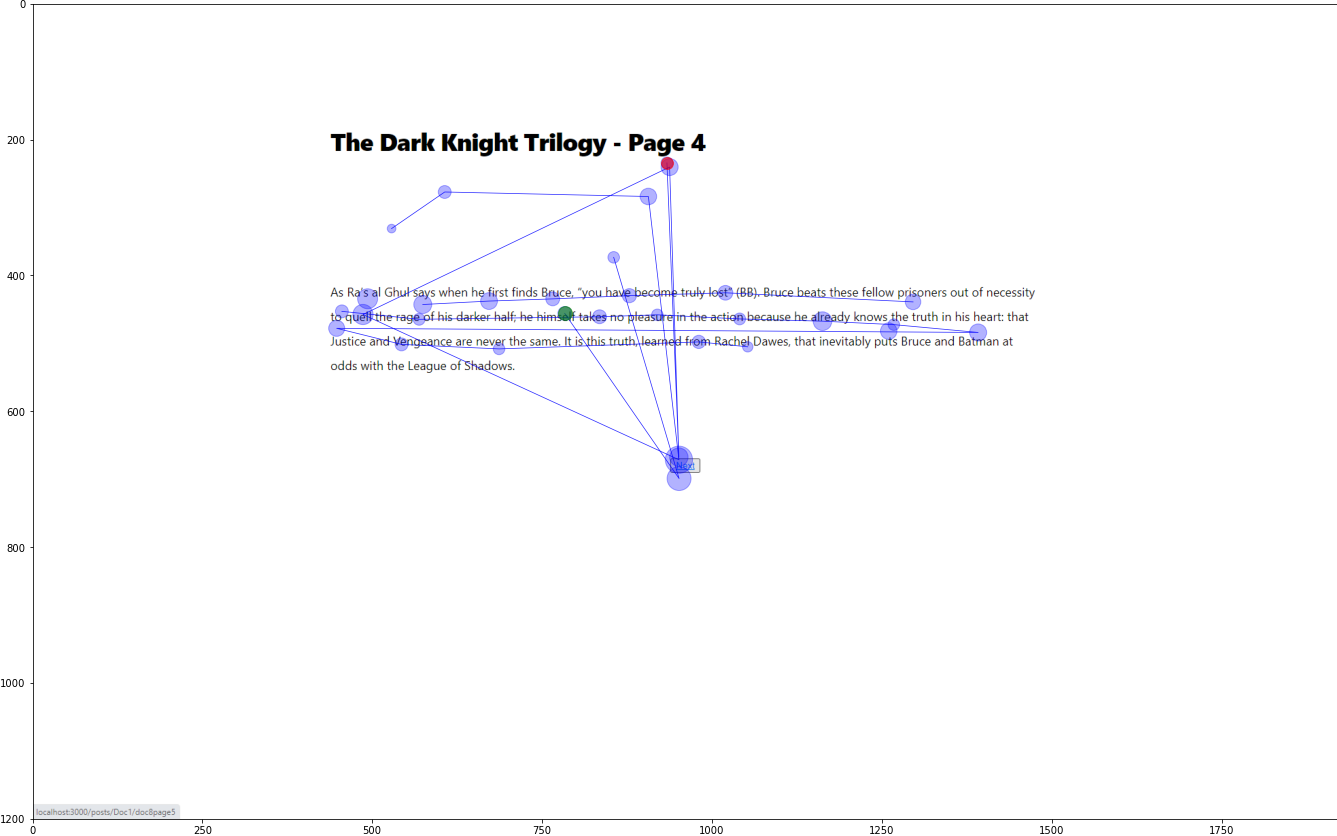 0
200
The Dark Knight Trilogy - Page 4
400
As Ra's al Ghul says when he first finds Bruce, "you have become truly lost" (BB). Bruce beats these fellow prisoners out of necessity
to quell the rage of his darker half; he himself takes no pleasure in the action because he already knows the truth in his heart: that
Justice and Vengeance are never the same. It is this truth, learned from Rachel Dawes, that inevitably puts Bruce and Batman at
odds with the League of Shadows.
600
Next
800
1000
localhost:3000/posts/Doc1/doc8page5
1200
0 250 500 750 1000 1250 1500 1750